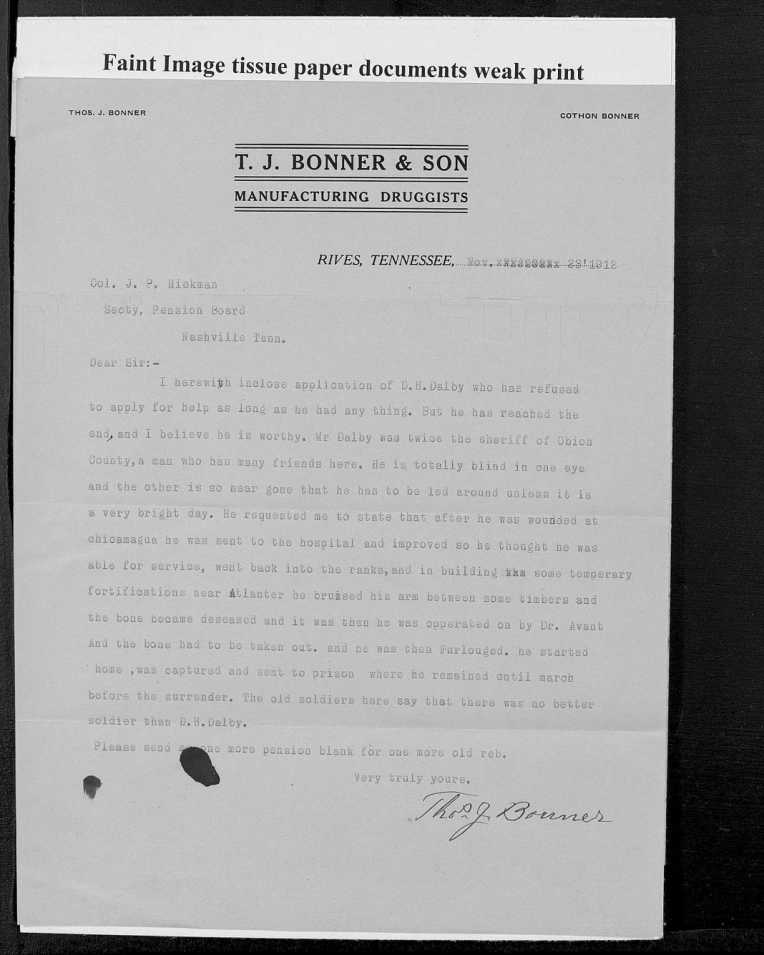 Faint Image tissue paper documents weak print
THOS. J. BONNER
COTHON BONNER
T. J. BONNER & SON
MANUFACTURING DRUGGISTS
RIVES, TENNESSEE, Nov. 1912
Col. J. P. Hickman
Secty, Pension Board
Nashville Tenn.
Dear Sir:-
I herewith inclose application of D.H.Dalby who has refused
to apply for help as long as he had any thing. But he has reached the
end, and I believe he is worthy. Mr Dalby was twice the sheriff of Obion
County,a man who has many friends here. He is totally blind in one eye
and the other is so near gone that he has to be led around unless it is
a very bright day. He requested me to state that after he was wounded at
chicamagua he was sent to the hospital and improved so he thought he was
able for service, went back into the ranks,and in building some temperary
fortifications near Atlanter he bruised his arm between some timbers and
the bone became deseased and it was then he was opperated on by Dr. Avant
And the bone had to be taken out. and he was then Furlouged. he started
home ,was captured and sent to prison where he remained until march
before the surrender. The old soldiers here say that there was no better
soldier than D.H.Dalby.
Please send one more pension blank for one more old reb.
Very truly yours.
Thos J. Bonner